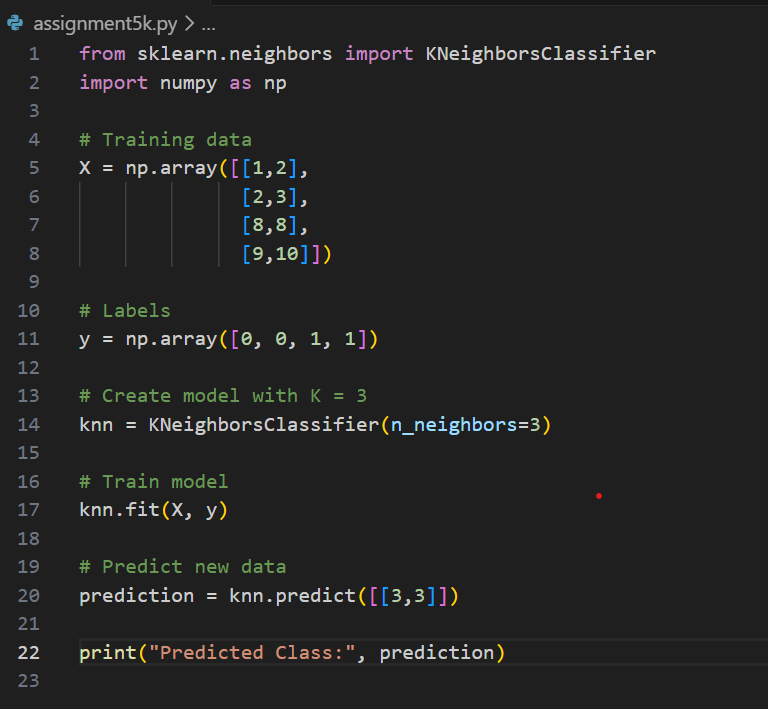 assignment5k.py > ...
1 from sklearn.neighbors import KNeighborsClassifier
2 import numpy as np
3
4 # Training data
5 X = np.array([[1,2],
6               [2,3],
7               [8,8],
8               [9,10]])
9
10 # Labels
11 y = np.array([0, 0, 1, 1])
12
13 # Create model with K = 3
14 knn = KNeighborsClassifier(n_neighbors=3)
15
16 # Train model
17 knn.fit(X, y)
18
19 # Predict new data
20 prediction = knn.predict([[3,3]])
21
22 print("Predicted Class:", prediction)
23